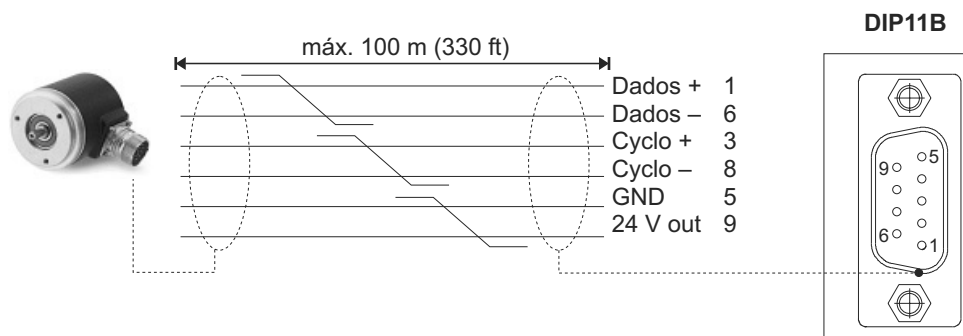 DIP11B
máx. 100 m (330 ft)
Dados + 1
Dados – 6
Cyclo + 3
Cyclo – 8
GND 5
24 V out 9
9 5
6 1